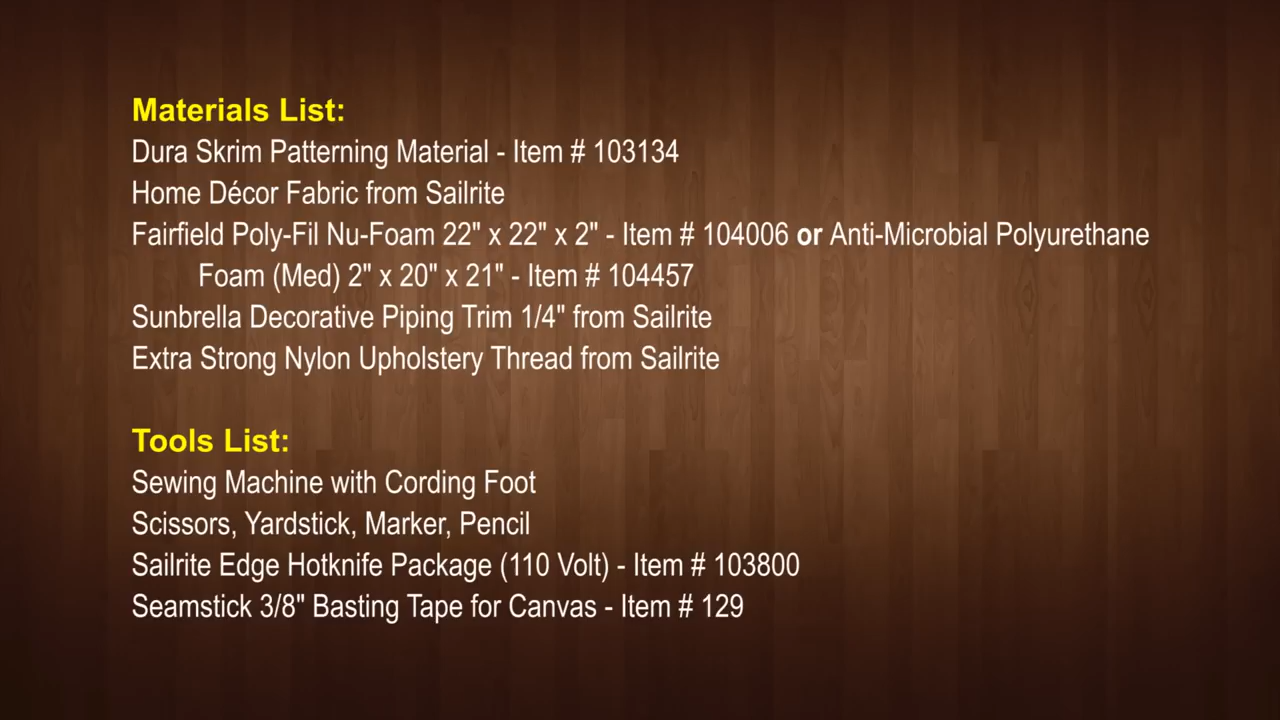 Materials List:
Dura Skrim Patterning Material - Item # 103134
Home Décor Fabric from Sailrite
Fairfield Poly-Fil Nu-Foam 22" x 22" x 2" - Item # 104006 or Anti-Microbial Polyurethane
Foam (Med) 2" x 20" x 21" - Item # 104457
Sunbrella Decorative Piping Trim 1/4" from Sailrite
Extra Strong Nylon Upholstery Thread from Sailrite
Tools List:
Sewing Machine with Cording Foot
Scissors, Yardstick, Marker, Pencil
Sailrite Edge Hotknife Package (110 Volt) - Item # 103800
Seamstick 3/8" Basting Tape for Canvas - Item # 129